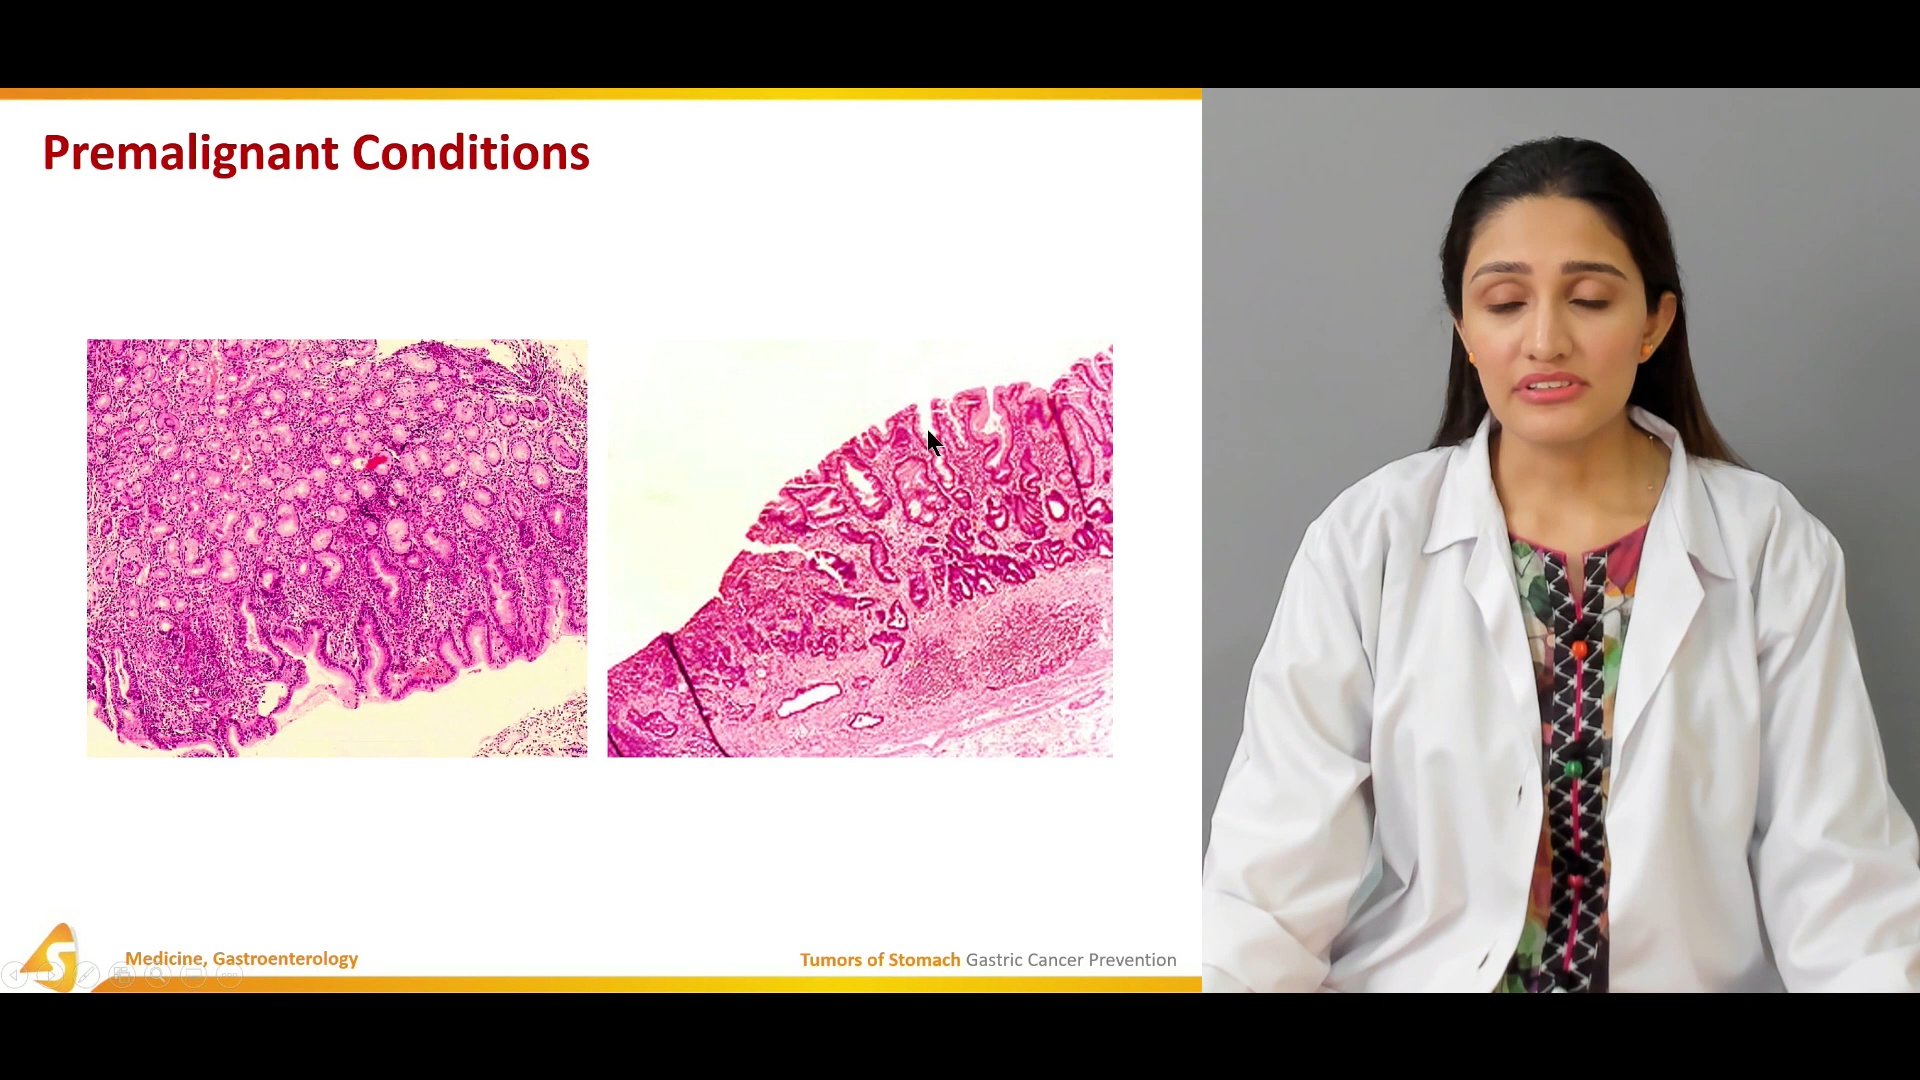 Premalignant Conditions
Medicine, Gastroenterology
Tumors of Stomach Gastric Cancer Prevention